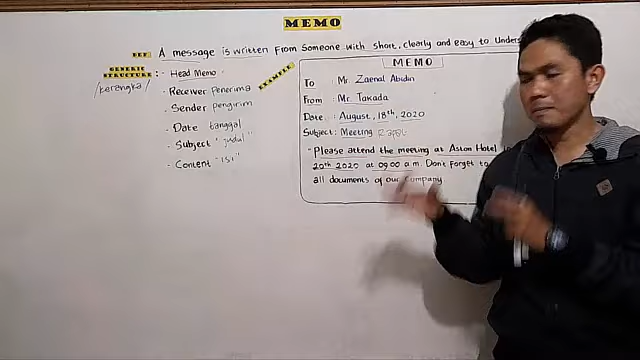 MEMO
DEF A message is written from someone with short, clearly and easy to Unders
GENERIC STRUCTURE :
/kerangka/
- Head Memo
- Receiver Penerima
- Sender pengirim
- Date tanggal
- Subject "judul"
- Content "isi"
EXAMPLE
MEMO
To : Mr. Zaenal Abidin
From : Mr. Takada
Date : August, 18th, 2020
Subject : Meeting
"Please attend the meeting at Aston Hotel
20th 2020 at 09.00 a.m. Don't forget to
all documents of our company.